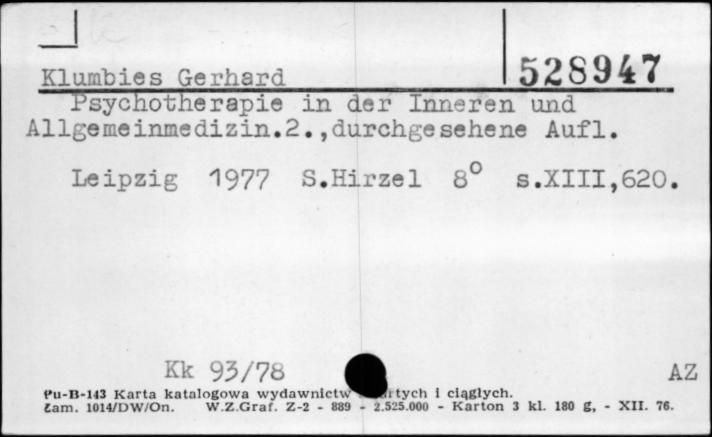 528947
Klumbies Gerhard
Psychotherapie in der Inneren und
Allgemeinmedizin.2.,durchgesehene Aufl.
Leipzig 1977 S.Hirzel 8° s.XIII,620.
Kk 93/78 AZ
Pu-B-143 Karta katalogowa wydawnictw i ciągłych.
Zam. 1014/DW/On. W.Z.Graf. Z-2 - 889 - 2.525.000 - Karton 3 kl. 180 g, - XII. 76.